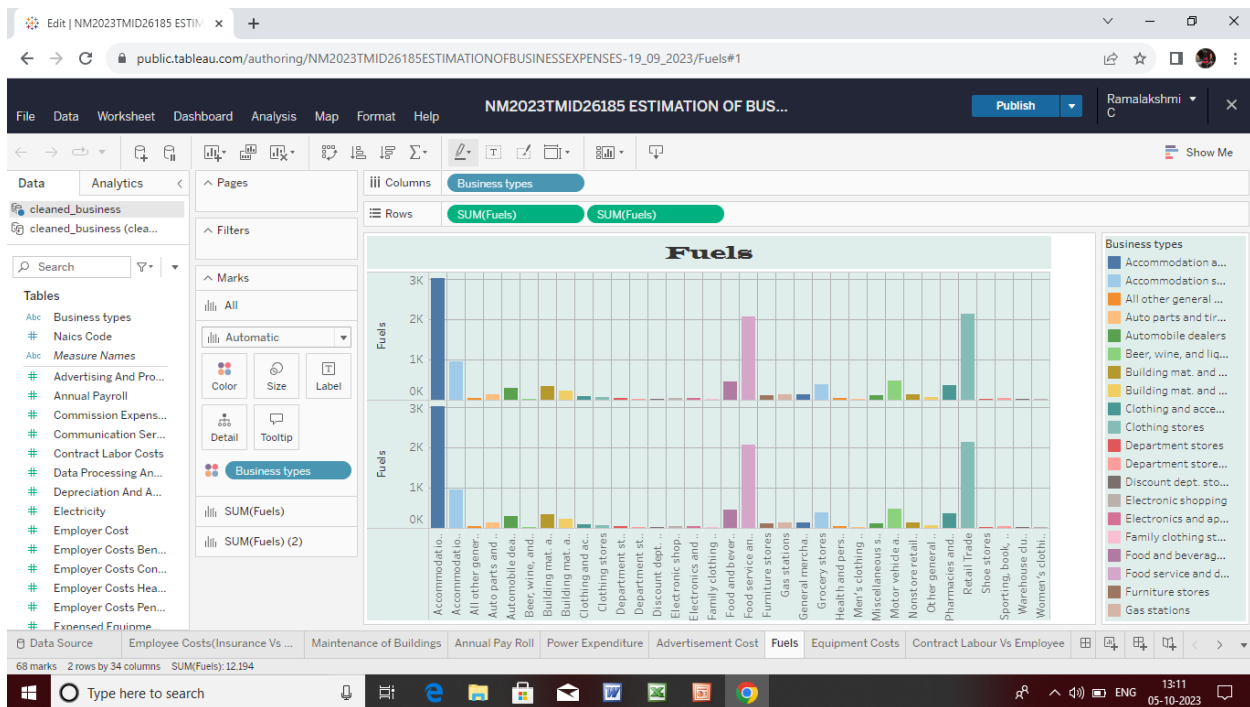 Edit | NM2023TMID26185 ESTIM
public.tableau.com/authoring/NM2023TMID26185ESTIMATIONOFBUSINESSEXPENSES-19_09_2023/Fuels#1
NM2023TMID26185 ESTIMATION OF BUS...
Publish
Ramalakshmi C
File Data Worksheet Dashboard Analysis Map Format Help
Show Me
Data Analytics
cleaned_business
cleaned_business (clea...
Search
Tables
Abc Business types
# Naics Code
Abc Measure Names
# Advertising And Pro...
# Annual Payroll
# Commission Expens...
# Communication Ser...
# Contract Labor Costs
# Data Processing An...
# Depreciation And A...
# Electricity
# Employer Cost
# Employer Costs Ben...
# Employer Costs Con...
# Employer Costs Hea...
# Employer Costs Pen...
# Expensed Equipme...
Pages
Filters
Marks
All
Automatic
Color Size Label
Detail Tooltip
Business types
SUM(Fuels)
SUM(Fuels) (2)
Columns Business types
Rows SUM(Fuels) SUM(Fuels)
Fuels
3K
2K
1K
0K
Fuels
3K
2K
1K
0K
Fuels
Accommodatio..
Accommodatio..
All other gener..
Auto parts and ..
Automobile dea..
Beer, wine, and..
Building mat. a..
Building mat. a..
Clothing and ac..
Clothing stores
Department st..
Department st..
Discount dept. ..
Electronic shop..
Electronics and ..
Family clothing ..
Food and bever..
Food service an..
Furniture stores
Gas stations
General mercha..
Grocery stores
Health and pers..
Men's clothing ..
Miscellaneous s..
Motor vehicle a..
Nonstore retail..
Other general ..
Pharmacies and..
Retail Trade
Shoe stores
Sporting, book, ..
Warehouse clu..
Women's clothi..
Business types
Accommodation a...
Accommodation s...
All other general ...
Auto parts and tir...
Automobile dealers
Beer, wine, and liq...
Building mat. and ...
Building mat. and ...
Clothing and acce...
Clothing stores
Department stores
Department store...
Discount dept. sto...
Electronic shopping
Electronics and ap...
Family clothing st...
Food and beverag...
Food service and d...
Furniture stores
Gas stations
Data Source Employee Costs(Insurance Vs ... Maintenance of Buildings Annual Pay Roll Power Expenditure Advertisement Cost Fuels Equipment Costs Contract Labour Vs Employee
68 marks 2 rows by 34 columns SUM(Fuels): 12,194
Type here to search
ENG
13:11
05-10-2023